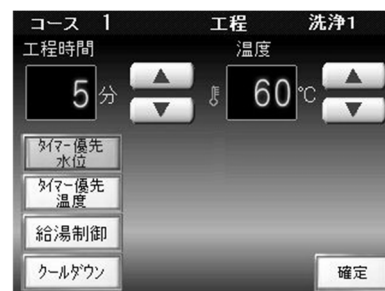 コース 1 工程 洗浄1
工程時間 温度
5分 60℃
ﾀｲﾏｰ優先
水位
ﾀｲﾏｰ優先
温度
給湯制御
ｸｰﾙﾀﾞｳﾝ
確定